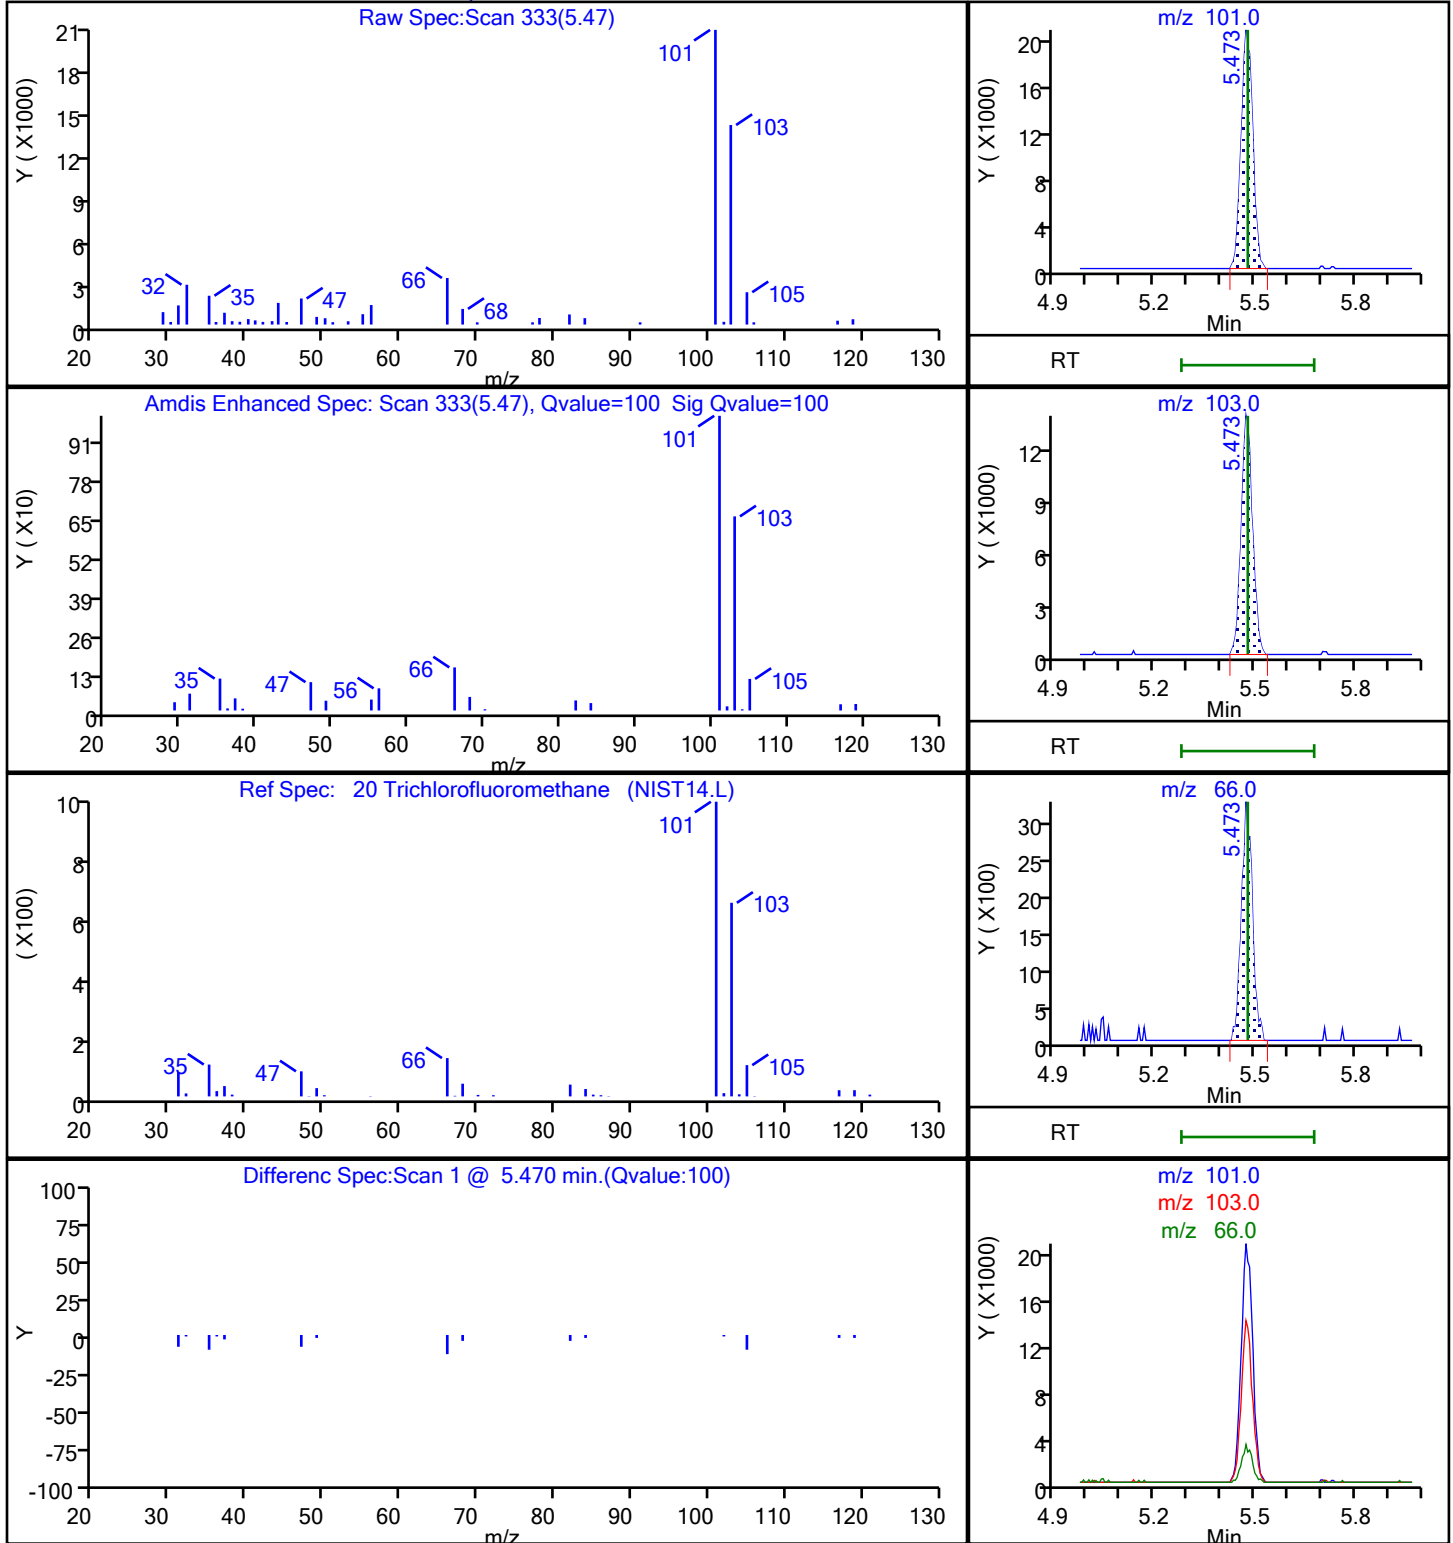 Raw Spec:Scan 333(5.47)
Y ( X1000)
21
18
15
12
9
6
3
0
101
103
32
35
47
66
68
105
20 30 40 50 60 70 80 90 100 110 120 130
m/z
m/z 101.0
Y ( X1000)
20
16
12
8
4
0
5.473
4.9 5.2 5.5 5.8
Min
RT
Amdis Enhanced Spec: Scan 333(5.47), Qvalue=100 Sig Qvalue=100
Y ( X10)
91
78
65
52
39
26
13
0
101
103
35
47
56
66
105
20 30 40 50 60 70 80 90 100 110 120 130
m/z
m/z 103.0
Y ( X1000)
12
9
6
3
0
5.473
4.9 5.2 5.5 5.8
Min
RT
Ref Spec: 20 Trichlorofluoromethane (NIST14.L)
( X100)
10
8
6
4
2
0
101
103
35
47
66
105
20 30 40 50 60 70 80 90 100 110 120 130
m/z
m/z 66.0
Y ( X100)
30
25
20
15
10
5
0
5.473
4.9 5.2 5.5 5.8
Min
RT
Differenc Spec:Scan 1 @ 5.470 min.(Qvalue:100)
Y
100
75
50
25
0
-25
-50
-75
-100
20 30 40 50 60 70 80 90 100 110 120 130
m/z
m/z 101.0
m/z 103.0
m/z 66.0
Y ( X1000)
20
16
12
8
4
0
4.9 5.2 5.5 5.8
Min